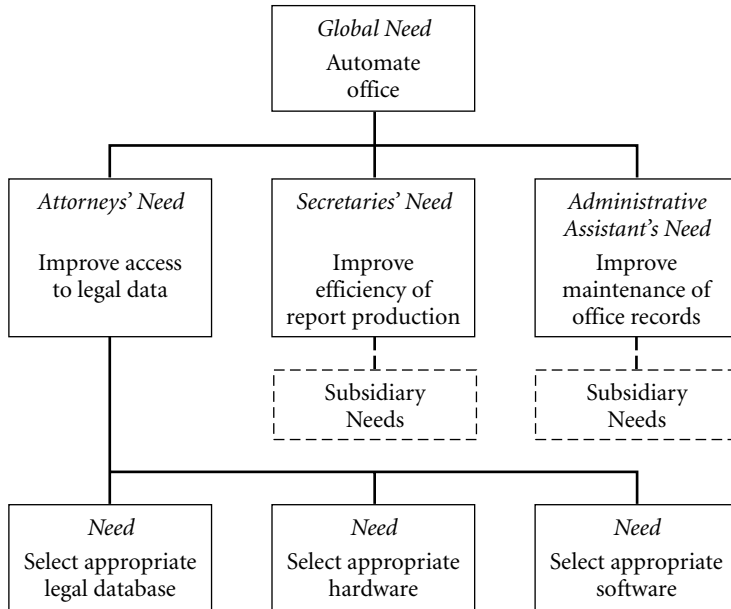 Global Need
Automate
office
Attorneys' Need
Improve access
to legal data
Secretaries' Need
Improve
efficiency of
report production
Administrative
Assistant's Need
Improve
maintenance of
office records
Subsidiary
Needs
Subsidiary
Needs
Need
Select appropriate
legal database
Need
Select appropriate
hardware
Need
Select appropriate
software